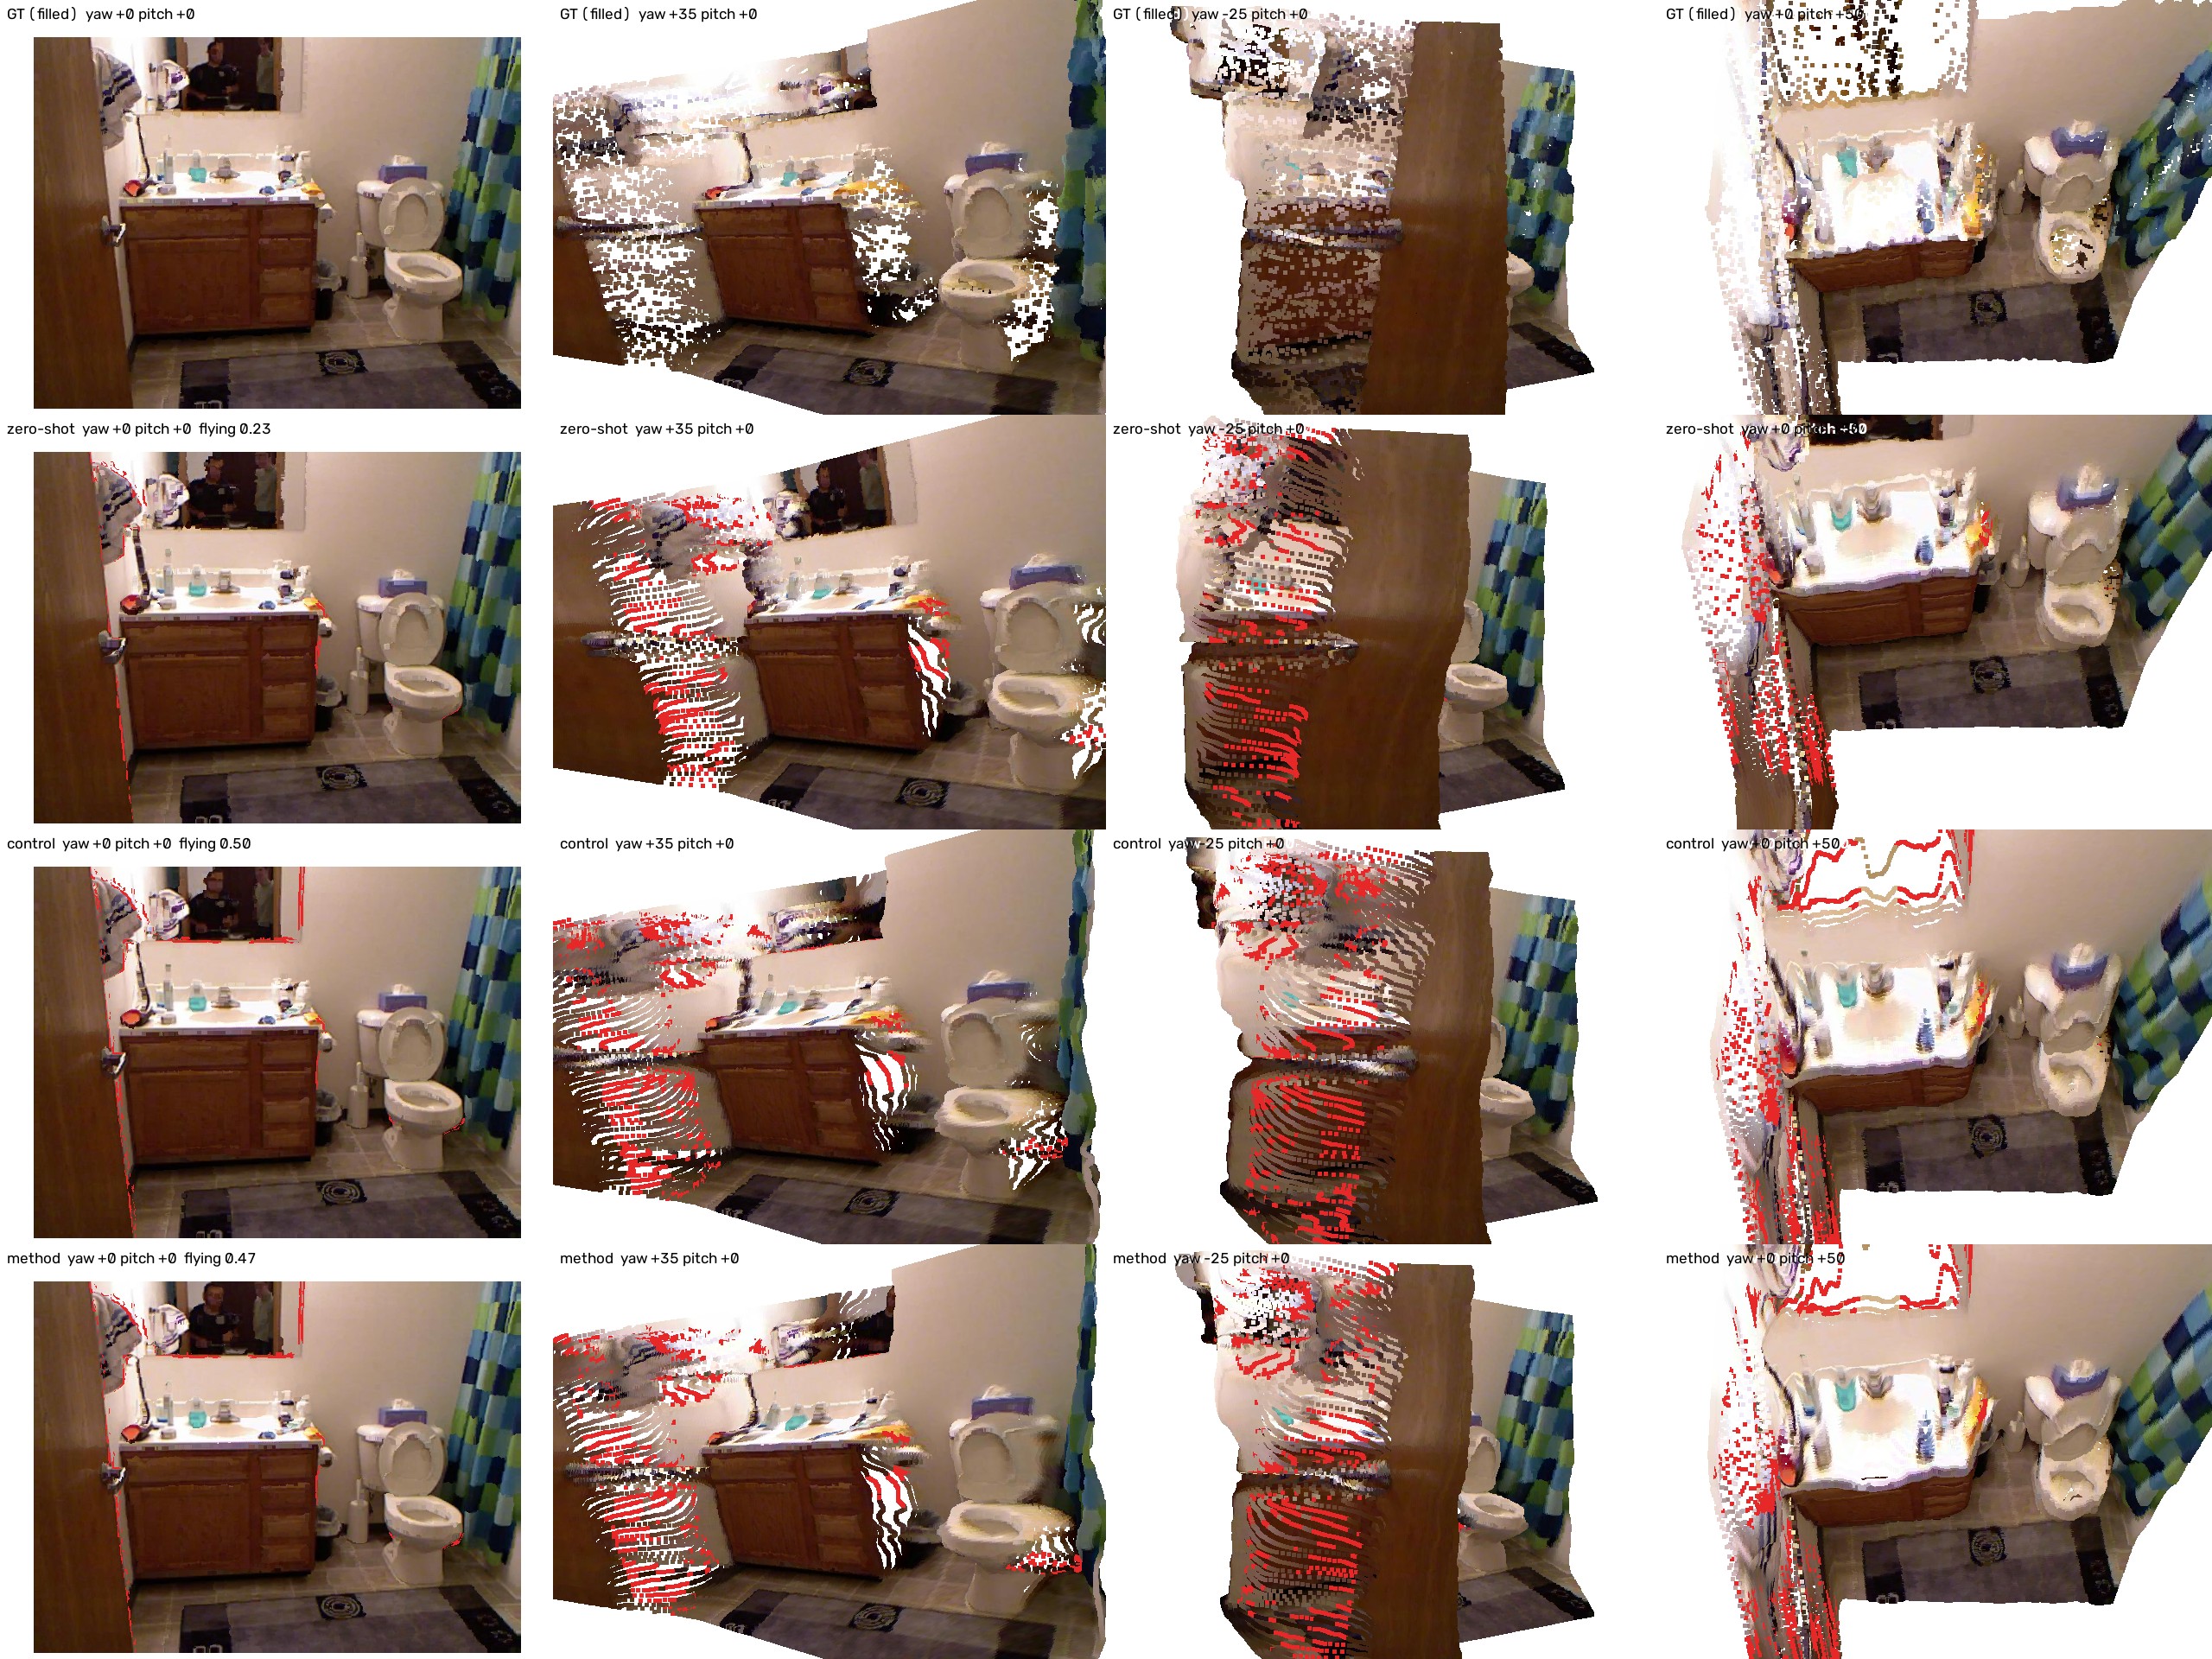 GT (filled) yaw +0 pitch +0
GT (filled) yaw +35 pitch +0
GT (filled) yaw -25 pitch +0
GT (filled) yaw +0 pitch +50
zero-shot yaw +0 pitch +0 flying 0.23
zero-shot yaw +35 pitch +0
zero-shot yaw -25 pitch +0
zero-shot yaw +0 pitch +50
control yaw +0 pitch +0 flying 0.50
control yaw +35 pitch +0
control yaw -25 pitch +0
control yaw +0 pitch +50
method yaw +0 pitch +0 flying 0.47
method yaw +35 pitch +0
method yaw -25 pitch +0
method yaw +0 pitch +50